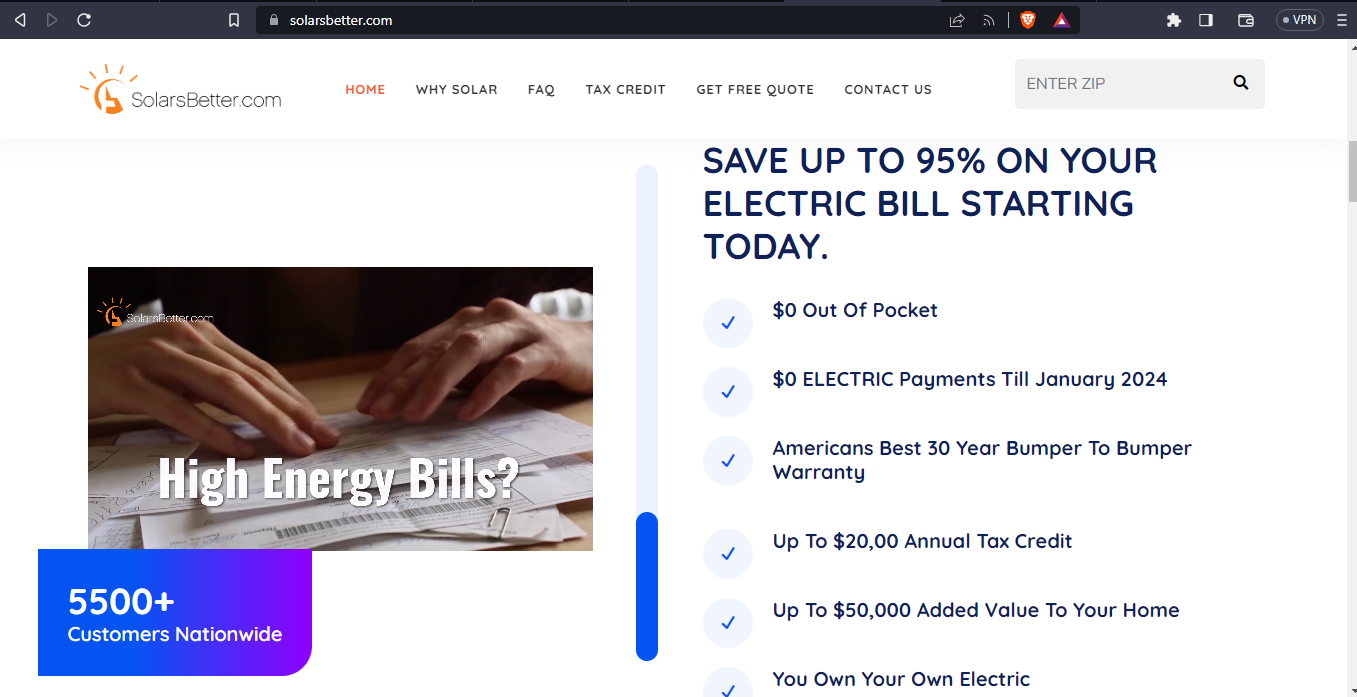 solarsbetter.com
VPN
SolarsBetter.com
HOME
WHY SOLAR
FAQ
TAX CREDIT
GET FREE QUOTE
CONTACT US
ENTER ZIP
SolarsBetter.com
High Energy Bills?
5500+
Customers Nationwide
SAVE UP TO 95% ON YOUR
ELECTRIC BILL STARTING
TODAY.
$0 Out Of Pocket
$0 ELECTRIC Payments Till January 2024
Americans Best 30 Year Bumper To Bumper
Warranty
Up To $20,00 Annual Tax Credit
Up To $50,000 Added Value To Your Home
You Own Your Own Electric